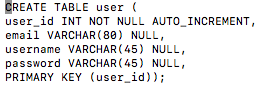 CREATE TABLE user (
user_id INT NOT NULL AUTO_INCREMENT,
email VARCHAR(80) NULL,
username VARCHAR(45) NULL,
password VARCHAR(45) NULL,
PRIMARY KEY (user_id));